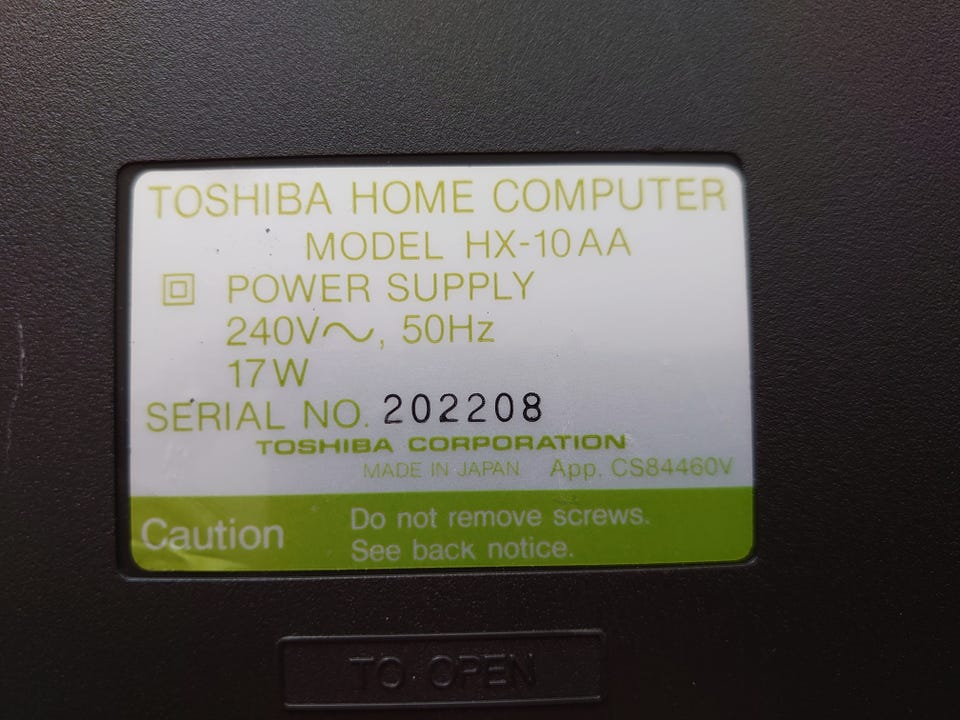 TOSHIBA HOME COMPUTER
MODEL HX-10AA
POWER SUPPLY
240V～, 50Hz
17W
SERIAL NO. 202208
TOSHIBA CORPORATION
MADE IN JAPAN App. CS84460V
Caution
Do not remove screws.
See back notice.
TO OPEN